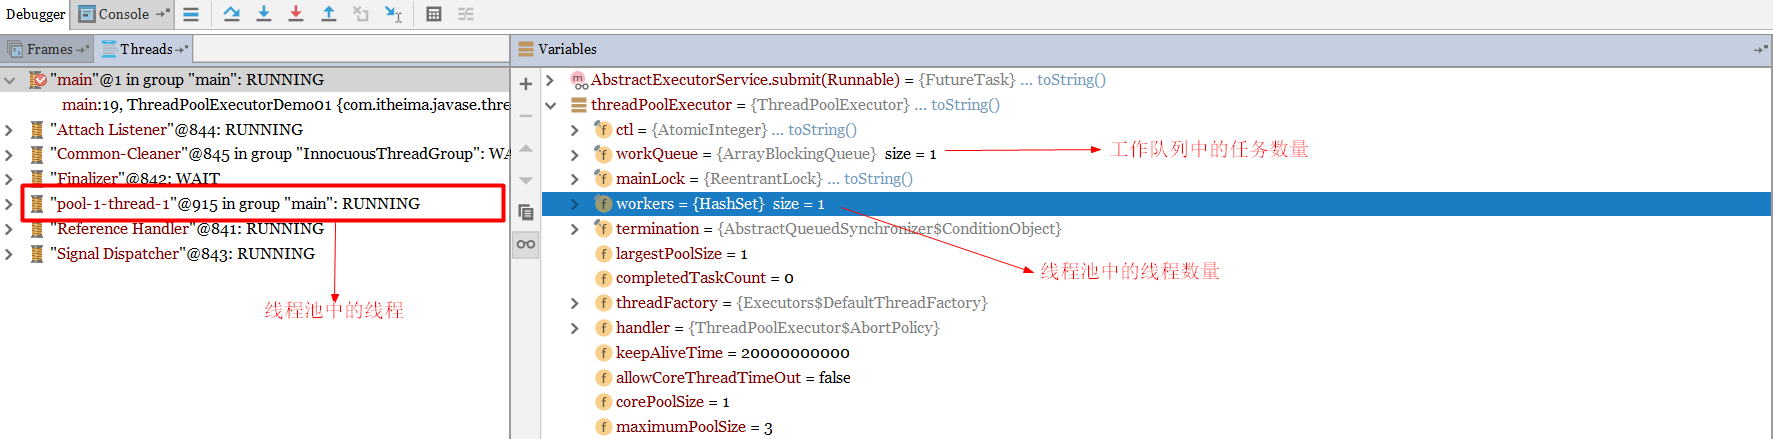 Debugger
Console
Frames
Threads
Variables
"main"@1 in group "main": RUNNING
main:19, ThreadPoolExecutorDemo01 {com.itheima.javase.thre
"Attach Listener"@844: RUNNING
"Common-Cleaner"@845 in group "InnocuousThreadGroup": WA
"Finalizer"@842: WAIT
"pool-1-thread-1"@915 in group "main": RUNNING
"Reference Handler"@841: RUNNING
"Signal Dispatcher"@843: RUNNING
线程池中的线程
AbstractExecutorService.submit(Runnable) = {FutureTask} ... toString()
threadPoolExecutor = {ThreadPoolExecutor} ... toString()
ctl = {AtomicInteger} ... toString()
workQueue = {ArrayBlockingQueue} size = 1
工作队列中的任务数量
mainLock = {ReentrantLock} ... toString()
workers = {HashSet} size = 1
termination = {AbstractQueuedSynchronizer$ConditionObject}
largestPoolSize = 1
线程池中的线程数量
completedTaskCount = 0
threadFactory = {Executors$DefaultThreadFactory}
handler = {ThreadPoolExecutor$AbortPolicy}
keepAliveTime = 20000000000
allowCoreThreadTimeOut = false
corePoolSize = 1
maximumPoolSize = 3